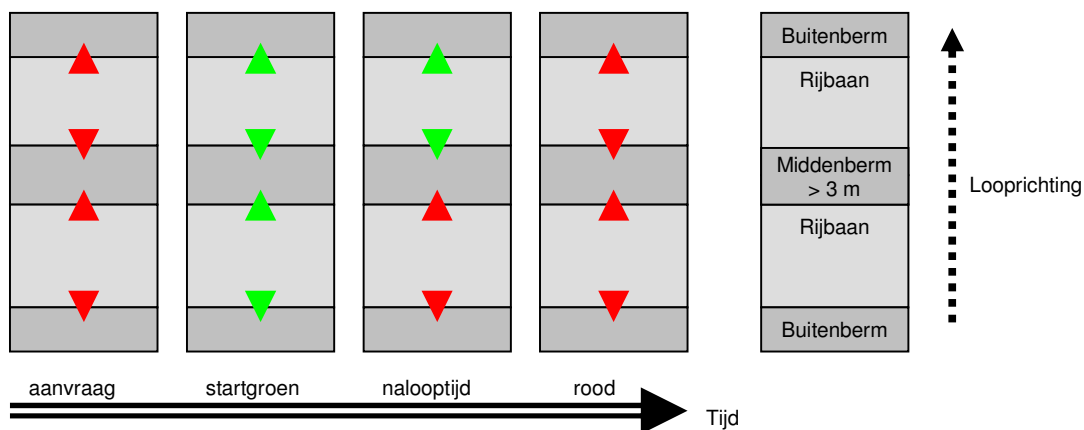 Buitenberm
Rijbaan
Middenberm
> 3 m
Rijbaan
Buitenberm
Looprichting
aanvraag
startgroen
nalooptijd
rood
Tijd